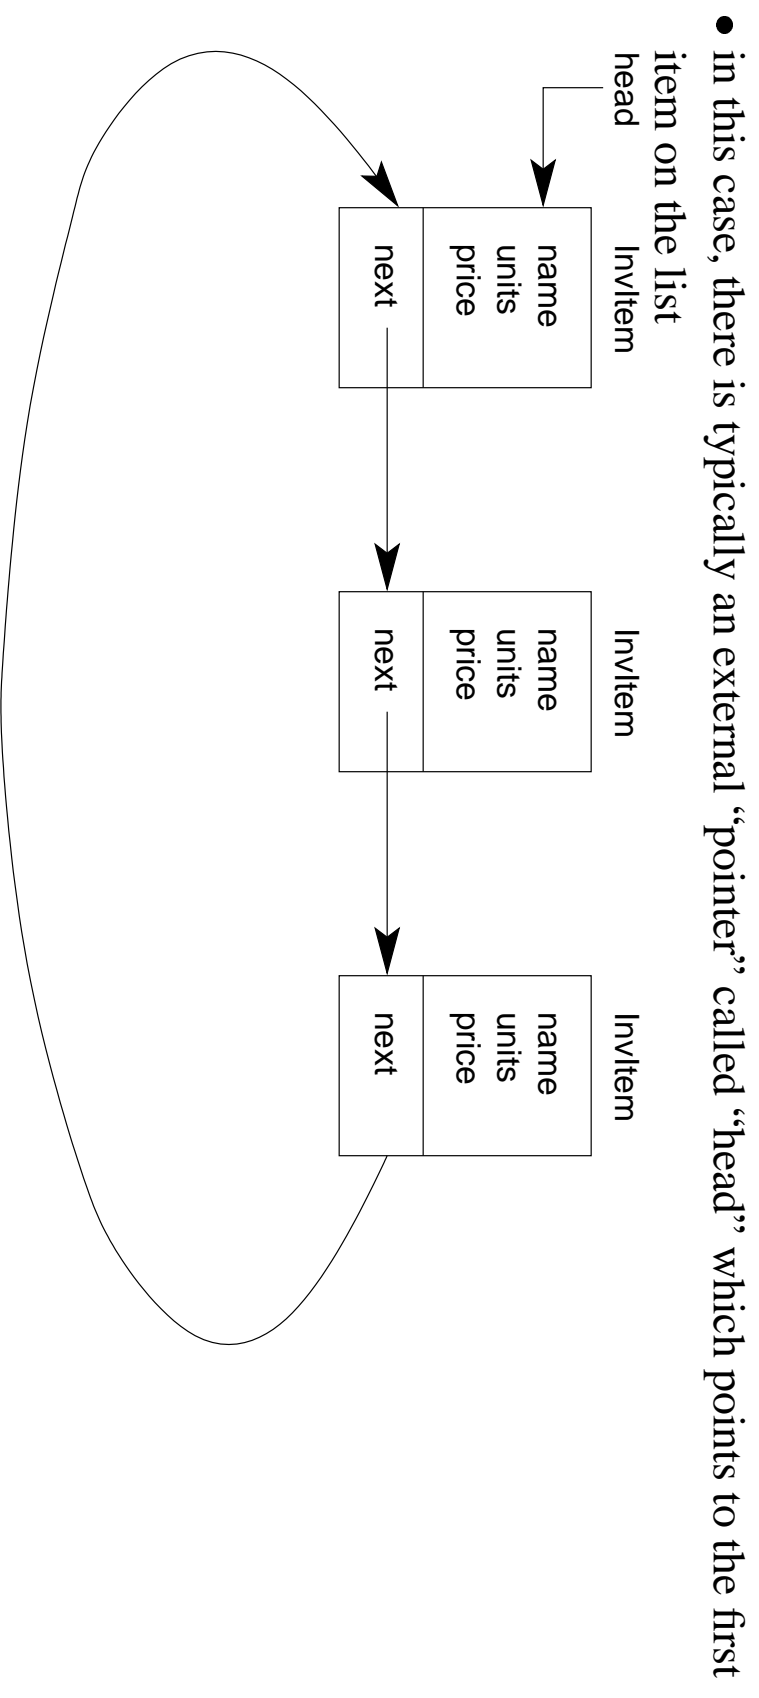 • in this case, there is typically an external “pointer” called “head” which points to the first
item on the list
head
InvItem
name
units
price
next
InvItem
name
units
price
next
InvItem
name
units
price
next